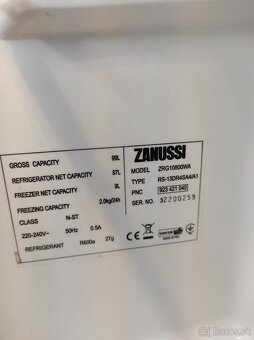 ZANUSSI
GROSS CAPACITY 99L
MODEL ZRG10800WA
REFRIGERATOR NET CAPACITY 87L
TYPE RS-13DR4SA4/A1
FREEZER NET CAPACITY 9L
PNC 923 421 040
FREEZING CAPACITY 2.0kg/24h
SER. NO. 32200259
CLASS N-ST
220-240V~ 50Hz 0.5A
REFRIGERANT R600a 27g
Intertek
bazos.sk